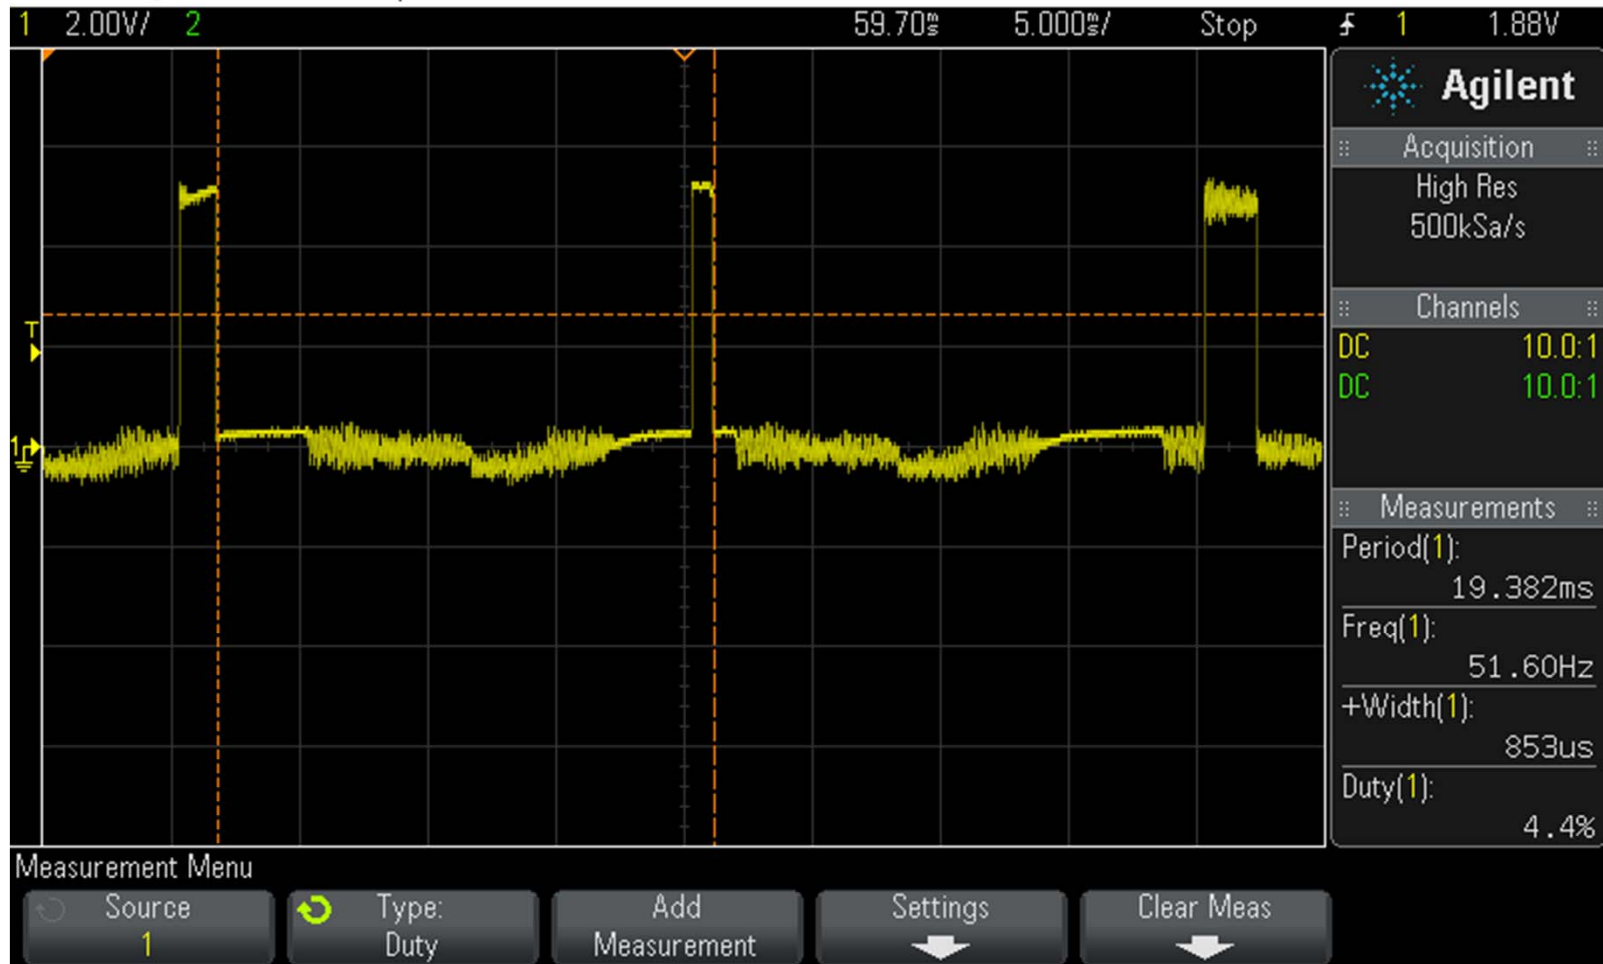 1 2.00V/ 2 59.70ms 5.000ms/ Stop 1 1.88V
Agilent
Acquisition
High Res
500kSa/s
Channels
DC 10.0:1
DC 10.0:1
Measurements
Period(1):
19.382ms
Freq(1):
51.60Hz
+Width(1):
853us
Duty(1):
4.4%
T
1
Measurement Menu
Source
1
Type:
Duty
Add
Measurement
Settings
Clear Meas